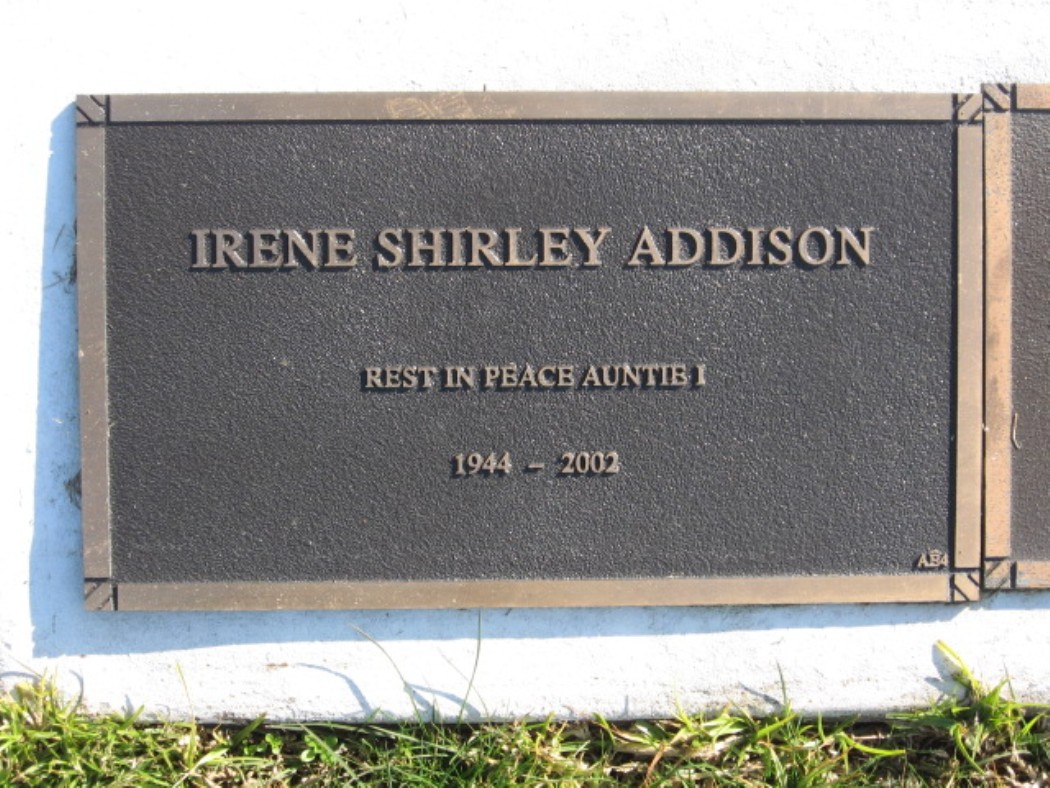 IRENE SHIRLEY ADDISON
REST IN PEACE AUNTIE I
1944 – 2002